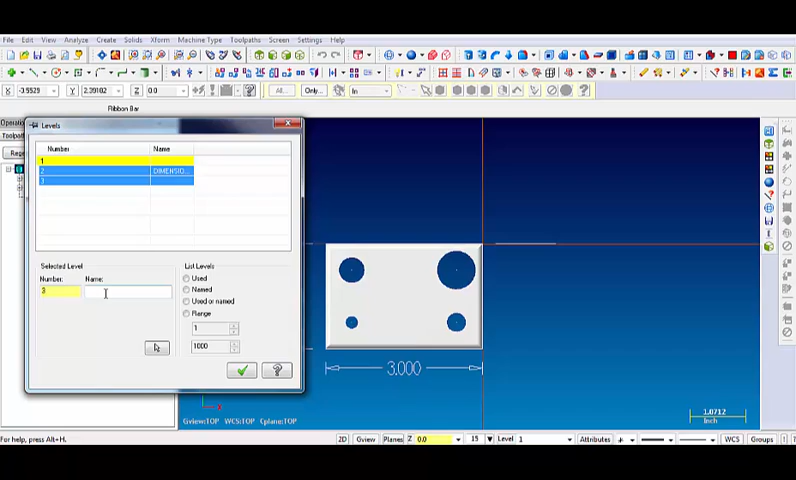 File Edit View Analyze Create Solids Xform Machine Type Toolpaths Screen Settings Help
All... Only... In
X -3.5529 Y 2.39102 Z 0.0
Ribbon Bar
Levels
Number Name
1
2 DIMENSIO...
3
Selected Level
Number: Name:
3
List Levels
Used
Named
Used or named
Range
1
1000
3.000
Gview:TOP WCS:TOP Cplane:TOP
1.0712
Inch
For help, press Alt+H. 2D Gview Planes Z 0.0 15 Level 1 Attributes WCS Groups